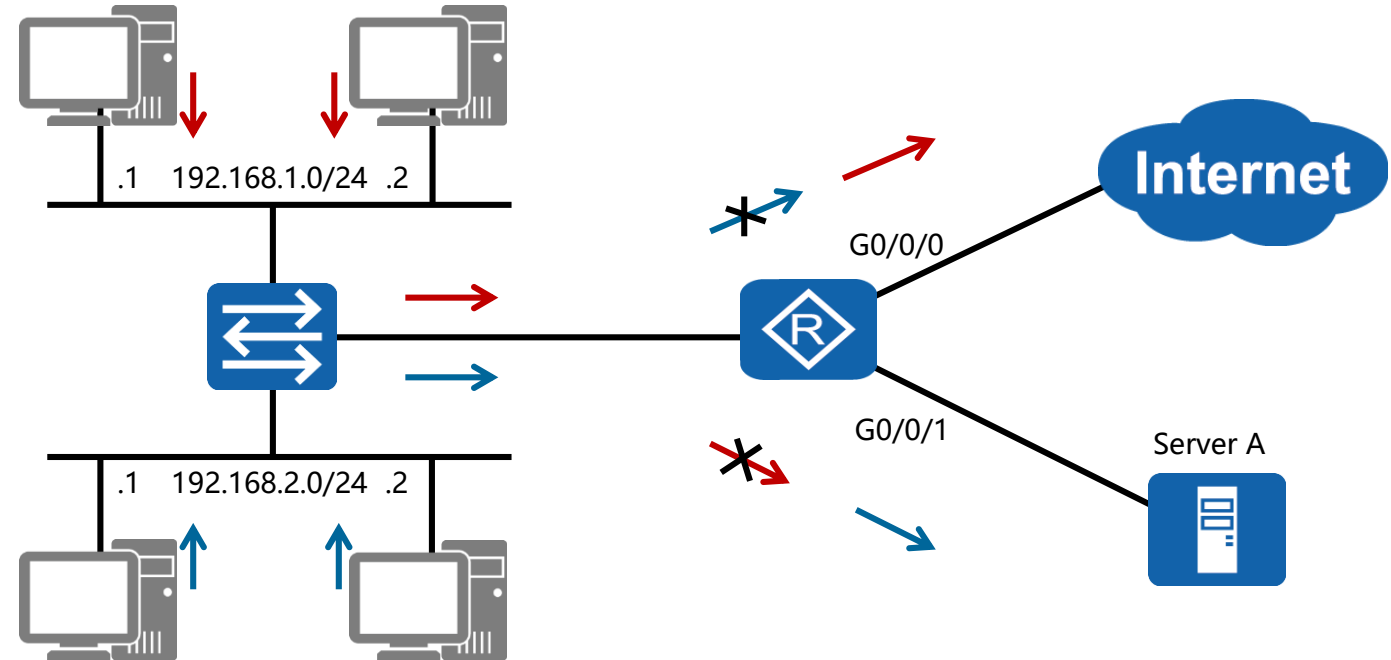 .1 192.168.1.0/24 .2
Internet
G0/0/0
R
G0/0/1
Server A
.1 192.168.2.0/24 .2